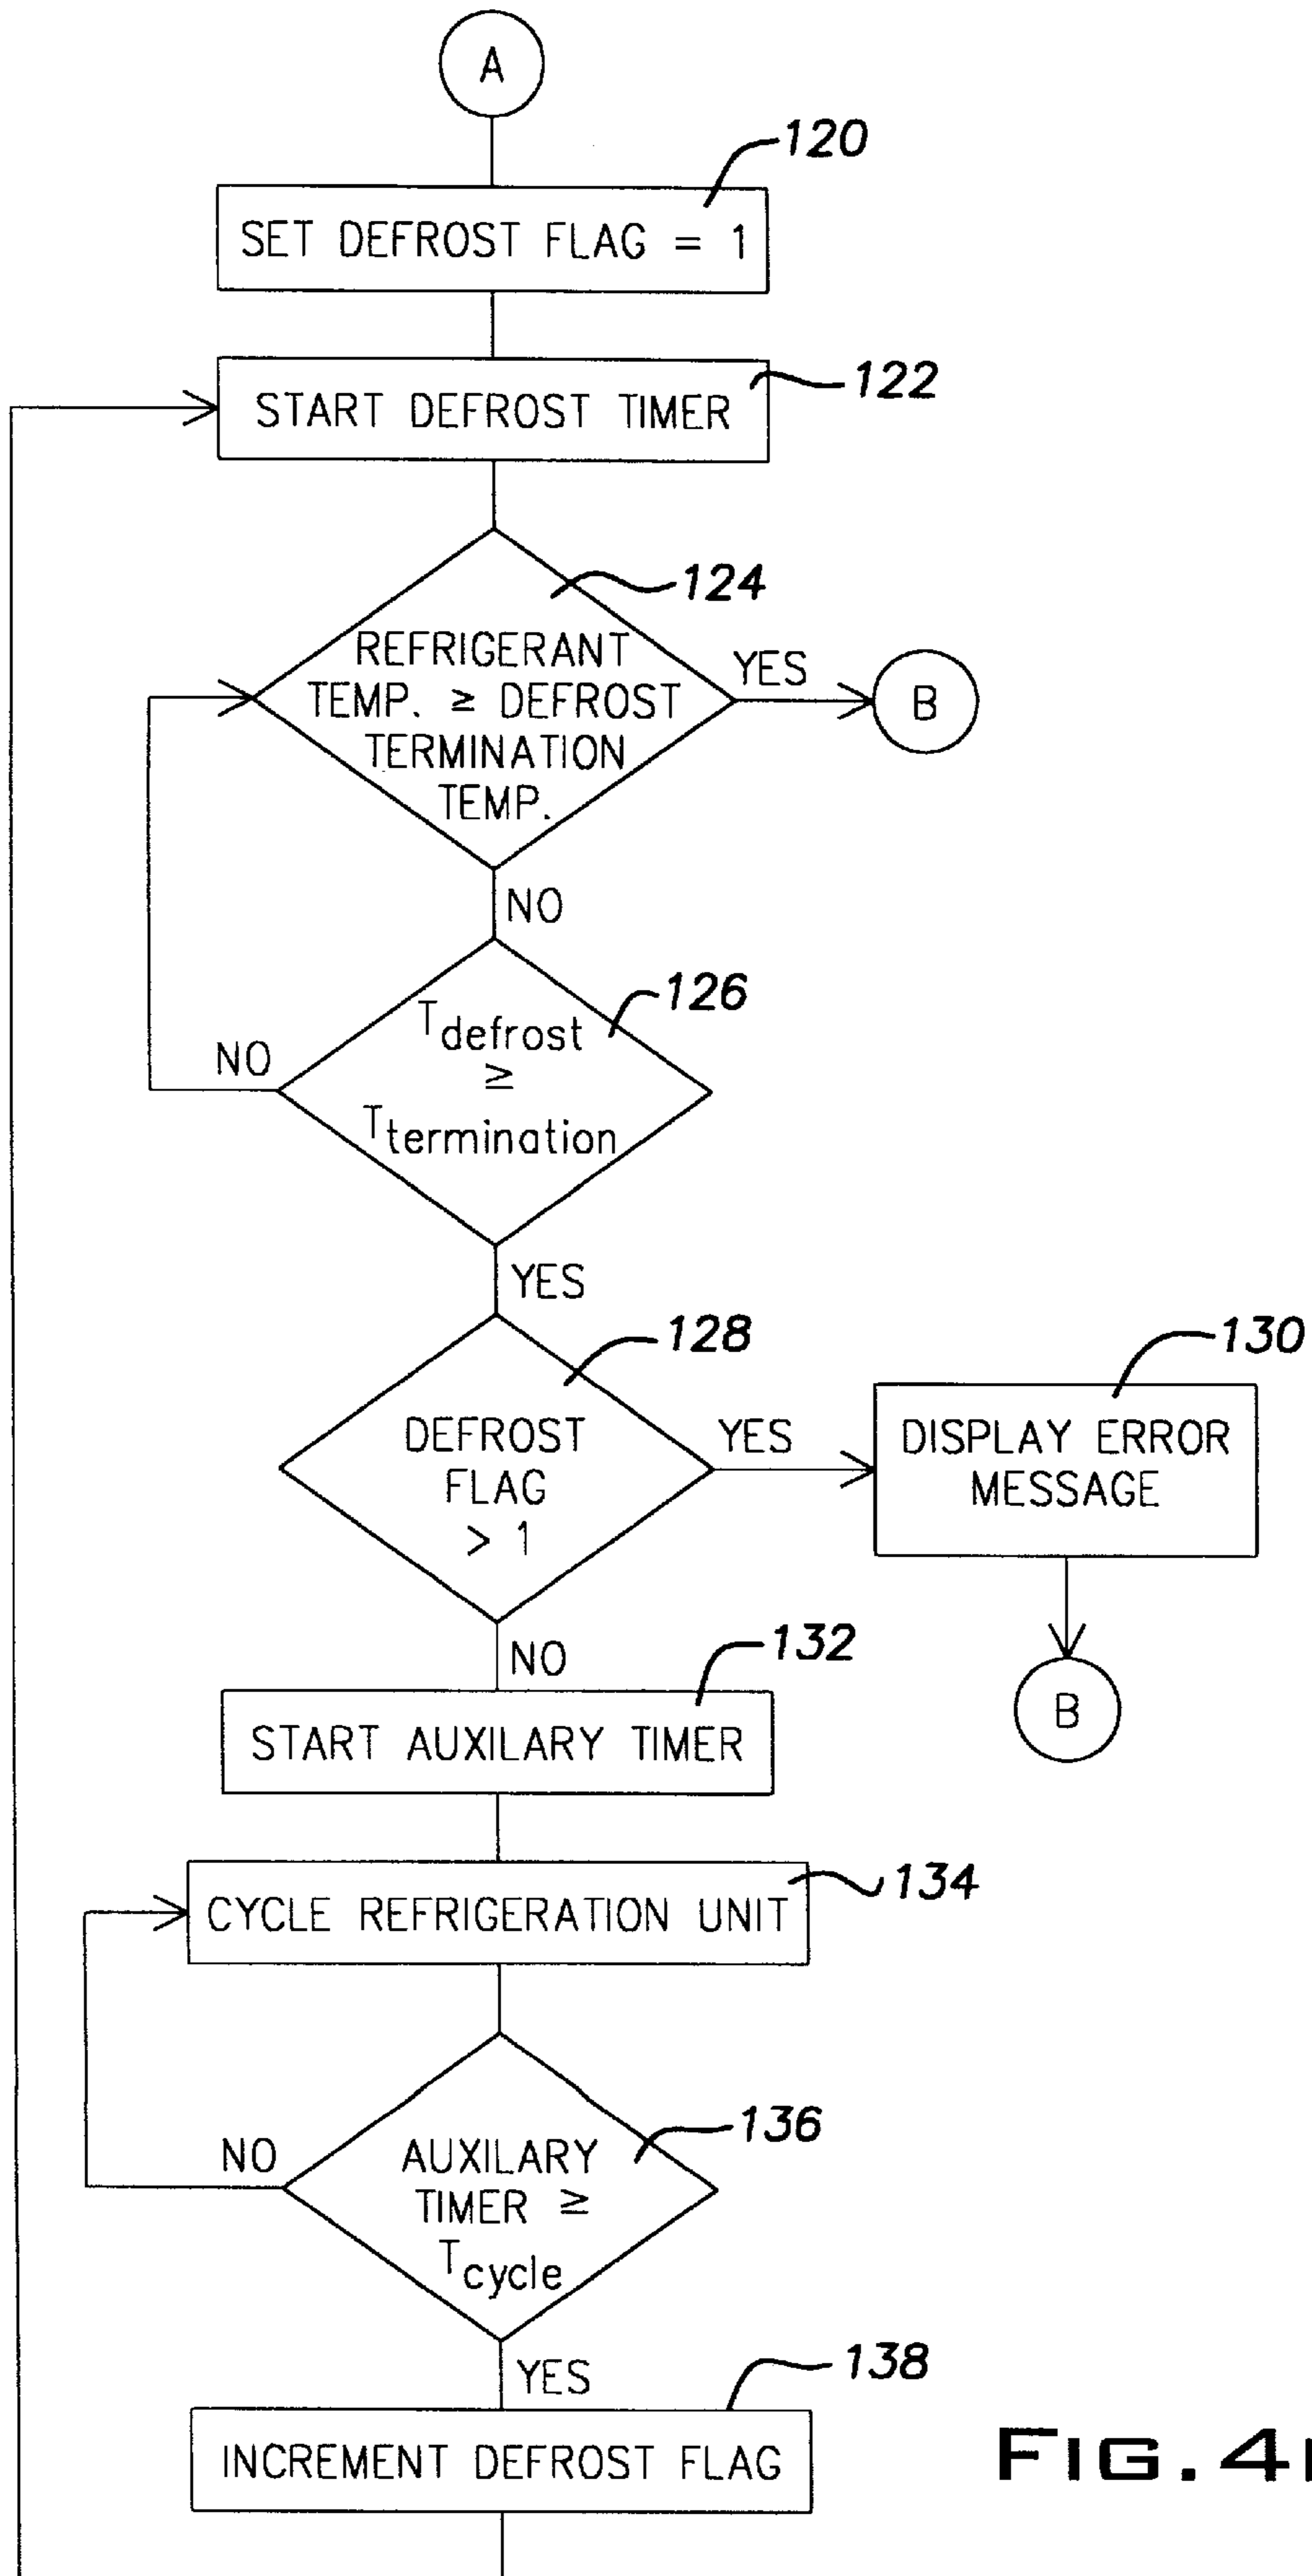 A
120
SET DEFROST FLAG = 1
122
START DEFROST TIMER
124
REFRIGERANT
TEMP. ≥ DEFROST
TERMINATION
TEMP.
YES
B
NO
126
Tdefrost
≥
Ttermination
NO
YES
128
DEFROST
FLAG
> 1
YES
130
DISPLAY ERROR
MESSAGE
B
NO
132
START AUXILARY TIMER
134
CYCLE REFRIGERATION UNIT
136
AUXILARY
TIMER ≥
Tcycle
NO
YES
138
INCREMENT DEFROST FLAG
FIG. 4